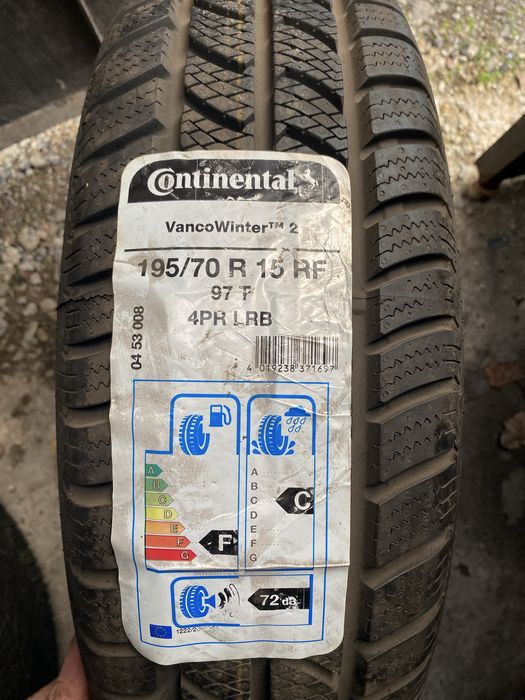 Continental
VancoWinter™ 2
195/70 R 15 RF
97 T
4PR LRB
04 53 008
4 019238 371697
A
B
C
D
E
F
G
F
A
B
C
D
E
F
G
C
72 dB